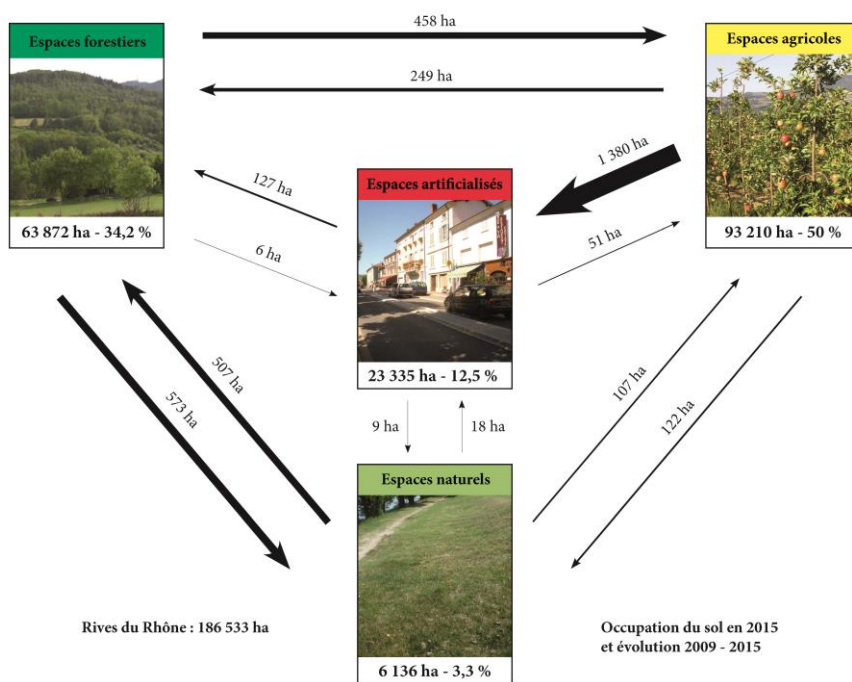 458 ha
Espaces forestiers
Espaces agricoles
249 ha
1 380 ha
127 ha
Espaces artificialisés
63 872 ha - 34,2 %
6 ha
51 ha
93 210 ha - 50 %
23 335 ha - 12,5 %
507 ha
573 ha
107 ha
122 ha
9 ha
18 ha
Espaces naturels
Rives du Rhône : 186 533 ha
Occupation du sol en 2015
et évolution 2009 - 2015
6 136 ha - 3,3 %